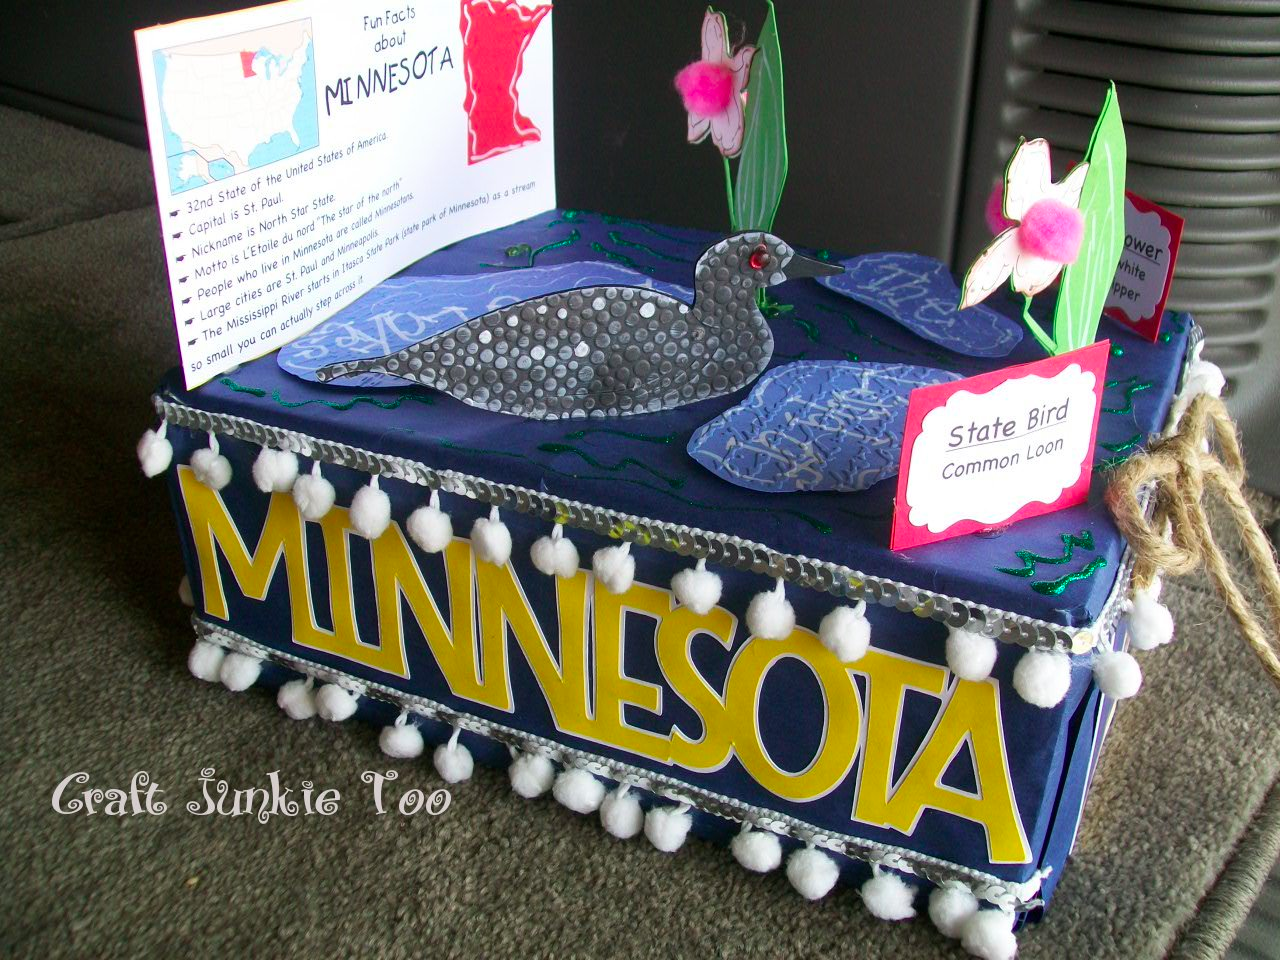 Fun Facts
about
MINNESOTA
32nd State of the United States of America.
Capital is St. Paul.
Nickname is North Star State.
Motto is L'Etoile du nord "The star of the north"
People who live in Minnesota are called Minnesotans.
Large cities are St. Paul and Minneapolis.
The Mississippi River starts in Itasca State Park (state park of Minnesota) as a stream
so small you can actually step across it.
ower
white
pper
State Bird
Common Loon
MINNESOTA
Craft Junkie Too